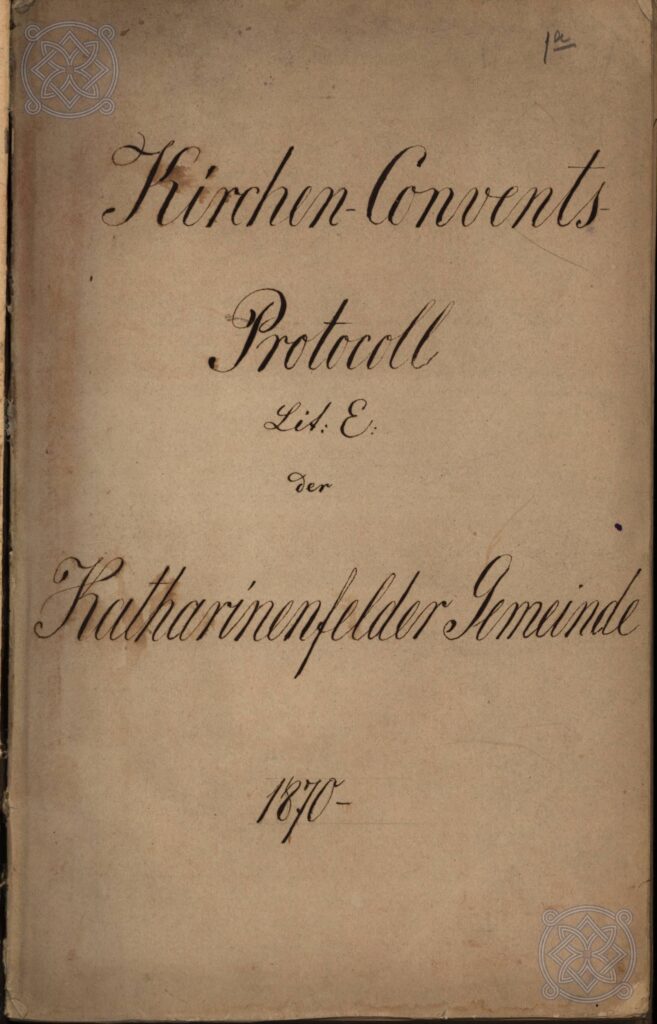 1a
Kirchen-Convents-
Protocoll
Lit: E:
der
Katharinenfelder Gemeinde
1870-